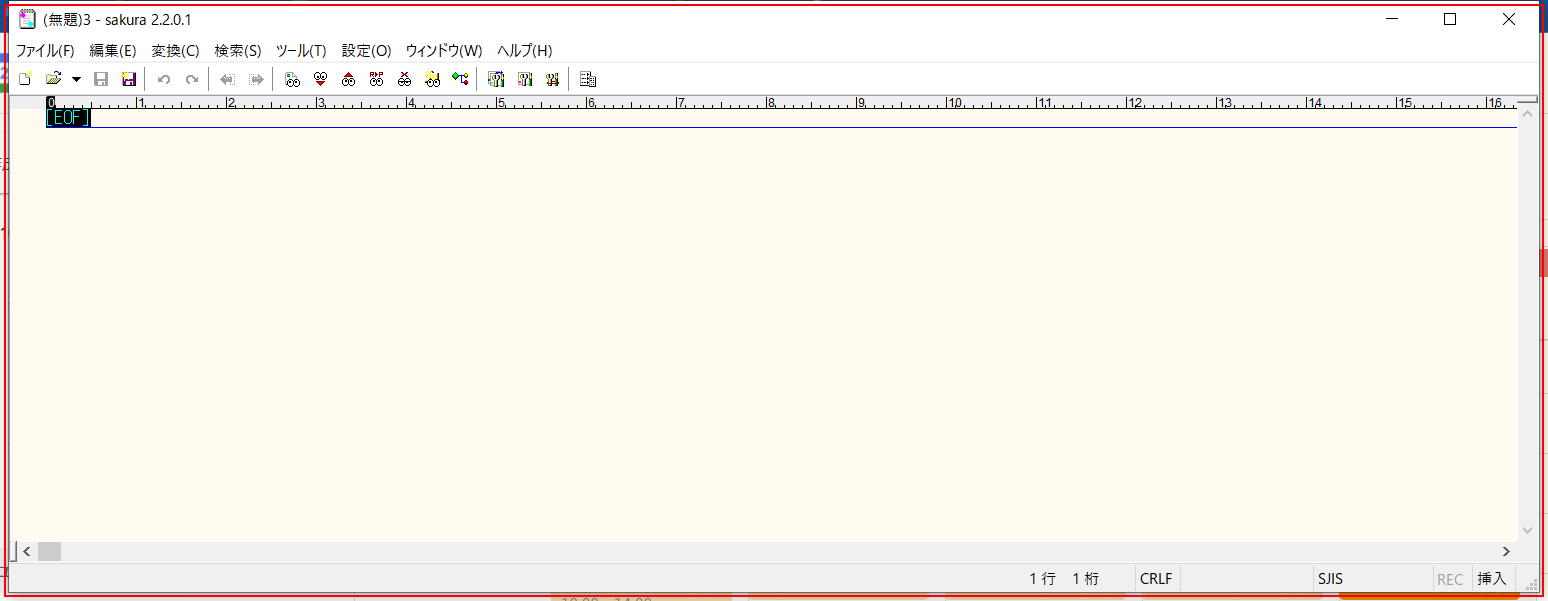 (無題)3 - sakura 2.2.0.1
ファイル(F) 編集(E) 変換(C) 検索(S) ツール(T) 設定(O) ウィンドウ(W) ヘルプ(H)
0 1 2 3 4 5 6 7 8 9 10 11 12 13 14 15 16
[EOF]
1 行 1 桁 CRLF SJIS REC 挿入